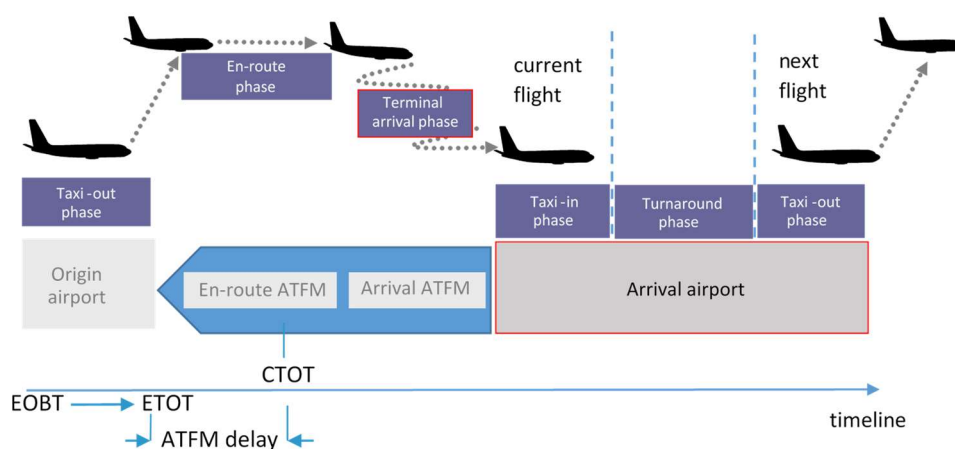 En-route
phase
Terminal
arrival phase
current
flight
next
flight
Taxi-out
phase
Taxi-in
phase
Turnaround
phase
Taxi-out
phase
Origin
airport
En-route ATFM
Arrival ATFM
Arrival airport
CTOT
EOBT
ETOT
timeline
ATFM delay